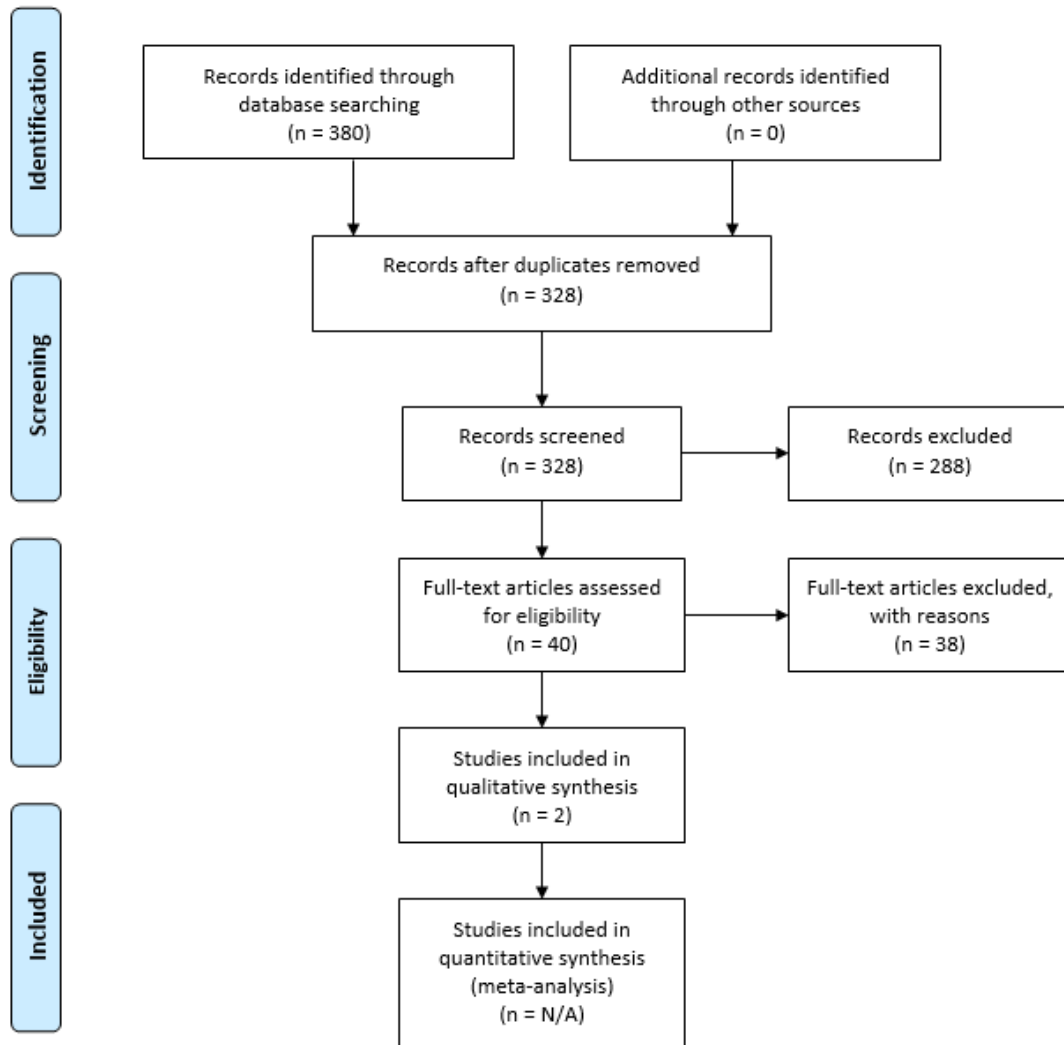 Identification
Records identified through
database searching
(n = 380)
Additional records identified
through other sources
(n = 0)
Records after duplicates removed
(n = 328)
Screening
Records screened
(n = 328)
Records excluded
(n = 288)
Eligibility
Full-text articles assessed
for eligibility
(n = 40)
Full-text articles excluded,
with reasons
(n = 38)
Studies included in
qualitative synthesis
(n = 2)
Included
Studies included in
quantitative synthesis
(meta-analysis)
(n = N/A)